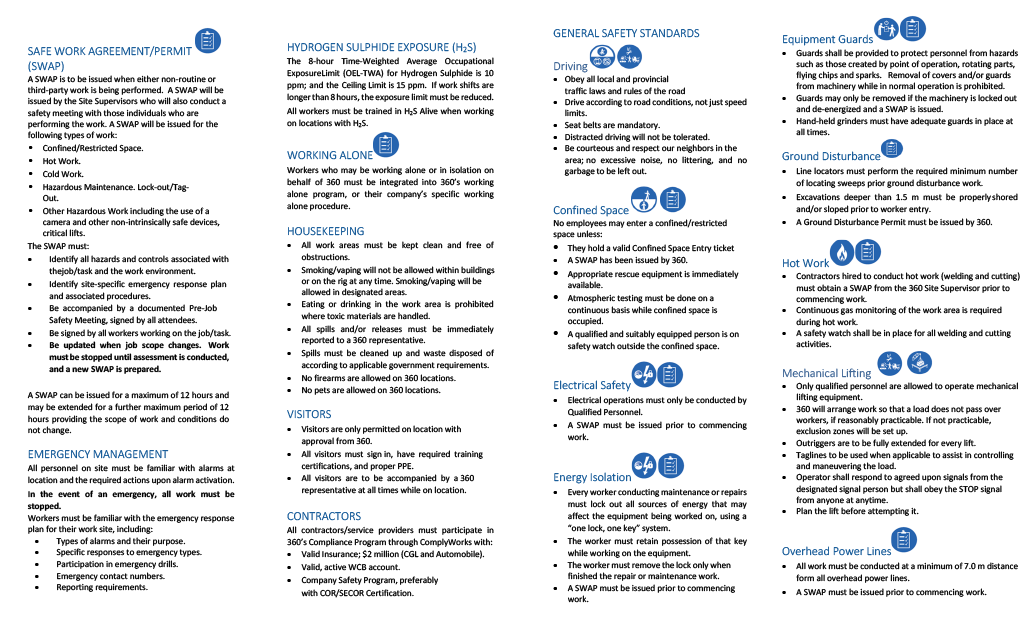 SAFE WORK AGREEMENT/PERMIT
(SWAP)
A SWAP is to be issued when either non-routine or
third-party work is being performed. A SWAP will be
issued by the Site Supervisors who will also conduct a
safety meeting with those individuals who are
performing the work. A SWAP will be issued for the
following types of work:
• Confined/Restricted Space.
• Hot Work.
• Cold Work.
• Hazardous Maintenance. Lock-out/Tag-
Out.
• Other Hazardous Work including the use of a
camera and other non-intrinsically safe devices,
critical lifts.
The SWAP must:
• Identify all hazards and controls associated with
thejob/task and the work environment.
• Identify site-specific emergency response plan
and associated procedures.
• Be accompanied by a documented Pre-Job
Safety Meeting, signed by all attendees.
• Be signed by all workers working on the job/task.
• Be updated when job scope changes. Work
must be stopped until assessment is conducted,
and a new SWAP is prepared.
A SWAP can be issued for a maximum of 12 hours and
may be extended for a further maximum period of 12
hours providing the scope of work and conditions do
not change.
EMERGENCY MANAGEMENT
All personnel on site must be familiar with alarms at
location and the required actions upon alarm activation.
In the event of an emergency, all work must be
stopped.
Workers must be familiar with the emergency response
plan for their work site, including:
• Types of alarms and their purpose.
• Specific responses to emergency types.
• Participation in emergency drills.
• Emergency contact numbers.
• Reporting requirements.
HYDROGEN SULPHIDE EXPOSURE (H₂S)
The 8-hour Time-Weighted Average Occupational
ExposureLimit (OEL-TWA) for Hydrogen Sulphide is 10
ppm; and the Ceiling Limit is 15 ppm. If work shifts are
longer than 8 hours, the exposure limit must be reduced.
All workers must be trained in H₂S Alive when working
on locations with H₂S.
WORKING ALONE
Workers who may be working alone or in isolation on
behalf of 360 must be integrated into 360's working
alone program, or their company's specific working
alone procedure.
HOUSEKEEPING
• All work areas must be kept clean and free of
obstructions.
• Smoking/vaping will not be allowed within buildings
or on the rig at any time. Smoking/vaping will be
allowed in designated areas.
• Eating or drinking in the work area is prohibited
where toxic materials are handled.
• All spills and/or releases must be immediately
reported to a 360 representative.
• Spills must be cleaned up and waste disposed of
according to applicable government requirements.
• No firearms are allowed on 360 locations.
• No pets are allowed on 360 locations.
VISITORS
• Visitors are only permitted on location with
approval from 360.
• All visitors must sign in, have required training
certifications, and proper PPE.
• All visitors are to be accompanied by a 360
representative at all times while on location.
CONTRACTORS
All contractors/service providers must participate in
360's Compliance Program through ComplyWorks with:
• Valid Insurance; $2 million (CGL and Automobile).
• Valid, active WCB account.
• Company Safety Program, preferably
with COR/SECOR Certification.
GENERAL SAFETY STANDARDS
Driving
• Obey all local and provincial
traffic laws and rules of the road
• Drive according to road conditions, not just speed
limits.
• Seat belts are mandatory.
• Distracted driving will not be tolerated.
• Be courteous and respect our neighbors in the
area; no excessive noise, no littering, and no
garbage to be left out.
Confined Space
No employees may enter a confined/restricted
space unless:
• They hold a valid Confined Space Entry ticket
• A SWAP has been issued by 360.
• Appropriate rescue equipment is immediately
available.
• Atmospheric testing must be done on a
continuous basis while confined space is
occupied.
• A qualified and suitably equipped person is on
safety watch outside the confined space.
Electrical Safety
• Electrical operations must only be conducted by
Qualified Personnel.
• A SWAP must be issued prior to commencing
work.
Energy Isolation
• Every worker conducting maintenance or repairs
must lock out all sources of energy that may
affect the equipment being worked on, using a
"one lock, one key" system.
• The worker must retain possession of that key
while working on the equipment.
• The worker must remove the lock only when
finished the repair or maintenance work.
• A SWAP must be issued prior to commencing
work.
Equipment Guards
• Guards shall be provided to protect personnel from hazards
such as those created by point of operation, rotating parts,
flying chips and sparks. Removal of covers and/or guards
from machinery while in normal operation is prohibited.
• Guards may only be removed if the machinery is locked out
and de-energized and a SWAP is issued.
• Hand-held grinders must have adequate guards in place at
all times.
Ground Disturbance
• Line locators must perform the required minimum number
of locating sweeps prior ground disturbance work.
• Excavations deeper than 1.5 m must be properly shored
and/or sloped prior to worker entry.
• A Ground Disturbance Permit must be issued by 360.
Hot Work
• Contractors hired to conduct hot work (welding and cutting)
must obtain a SWAP from the 360 Site Supervisor prior to
commencing work.
• Continuous gas monitoring of the work area is required
during hot work.
• A safety watch shall be in place for all welding and cutting
activities.
Mechanical Lifting
• Only qualified personnel are allowed to operate mechanical
lifting equipment.
• 360 will arrange work so that a load does not pass over
workers, if reasonably practicable. If not practicable,
exclusion zones will be set up.
• Outriggers are to be fully extended for every lift.
• Taglines to be used when applicable to assist in controlling
and maneuvering the load.
• Operator shall respond to agreed upon signals from the
designated signal person but shall obey the STOP signal
from anyone at anytime.
• Plan the lift before attempting it.
Overhead Power Lines
• All work must be conducted at a minimum of 7.0 m distance
form all overhead power lines.
• A SWAP must be issued prior to commencing work.